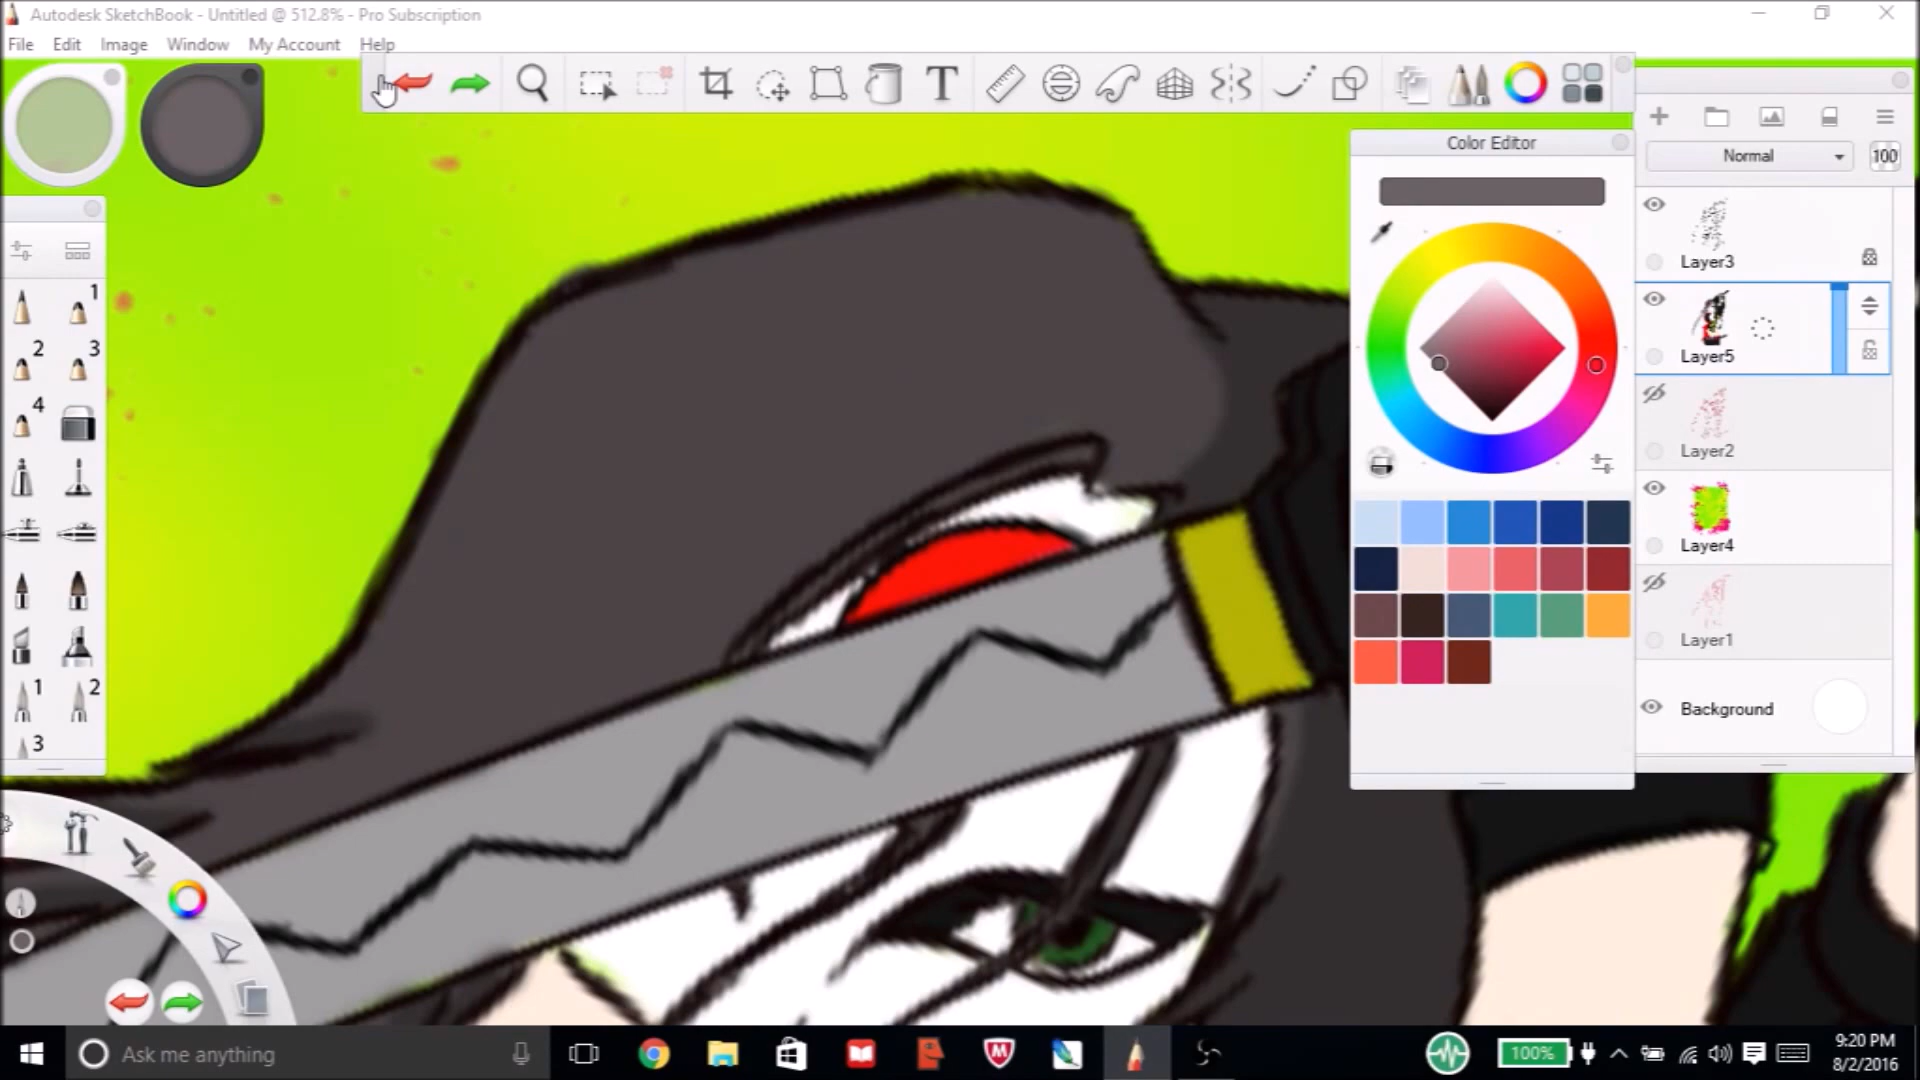 Autodesk SketchBook - Untitled @ 512.8% - Pro Subscription
File Edit Image Window My Account Help
T
Color Editor
Normal 100
Layer3
Layer5
Layer2
Layer4
Layer1
Background
1
2 3
4
1 2
3
Ask me anything
100%
9:20 PM
8/2/2016